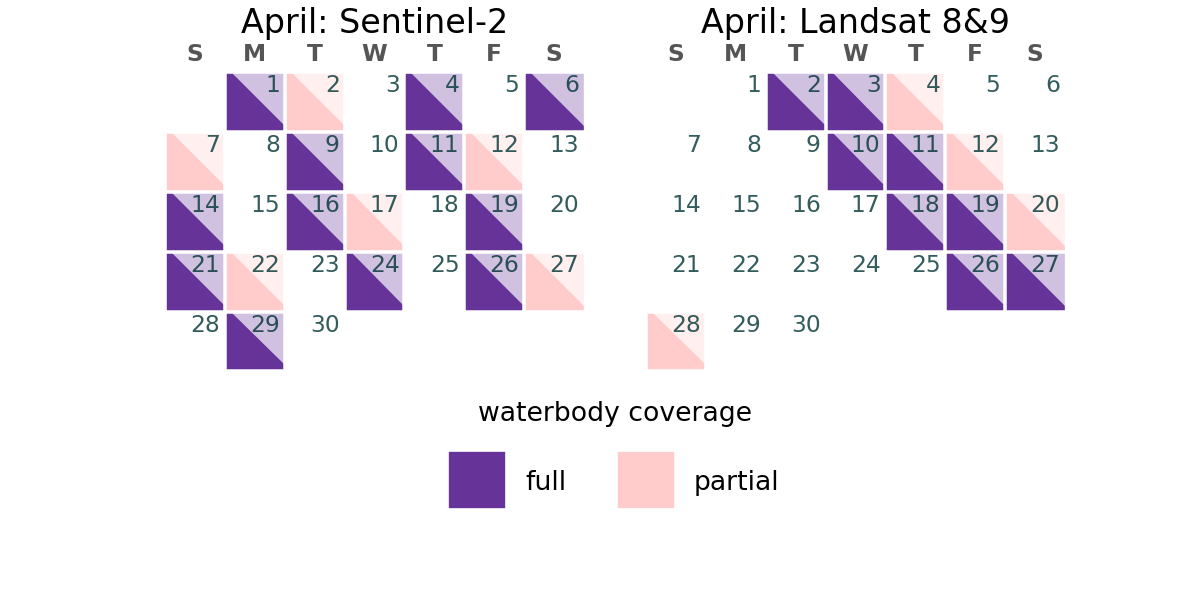 April: Sentinel-2
S M T W T F S
1 2 3 4 5 6
7 8 9 10 11 12 13
14 15 16 17 18 19 20
21 22 23 24 25 26 27
28 29 30
April: Landsat 8&9
S M T W T F S
1 2 3 4 5 6
7 8 9 10 11 12 13
14 15 16 17 18 19 20
21 22 23 24 25 26 27
28 29 30
waterbody coverage
full partial